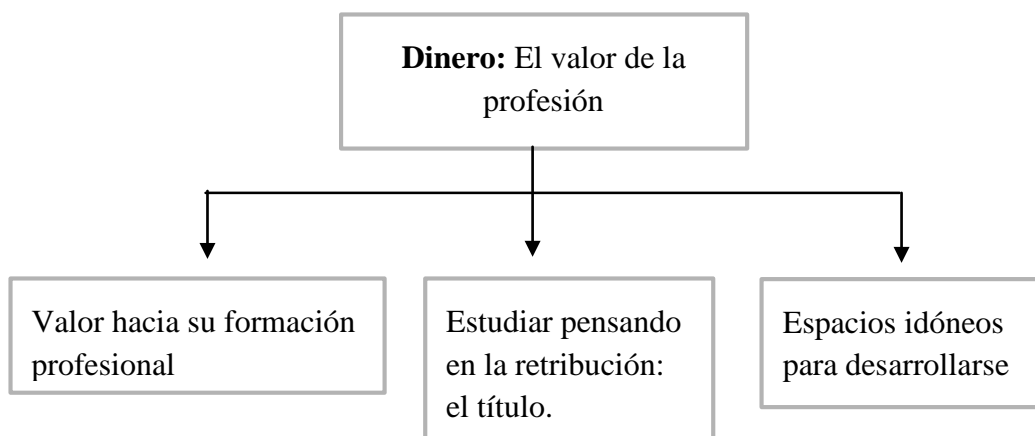 Dinero: El valor de la
profesión
Valor hacia su formación
profesional
Estudiar pensando
en la retribución:
el título.
Espacios idóneos
para desarrollarse